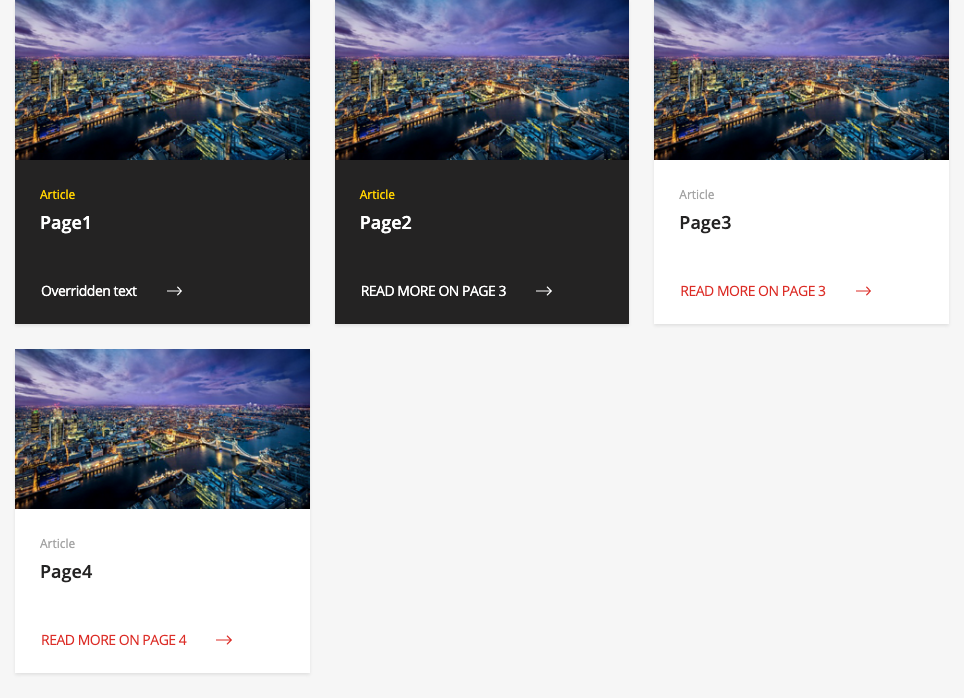 Article
Page1
Overridden text
Article
Page2
READ MORE ON PAGE 3
Article
Page3
READ MORE ON PAGE 3
Article
Page4
READ MORE ON PAGE 4